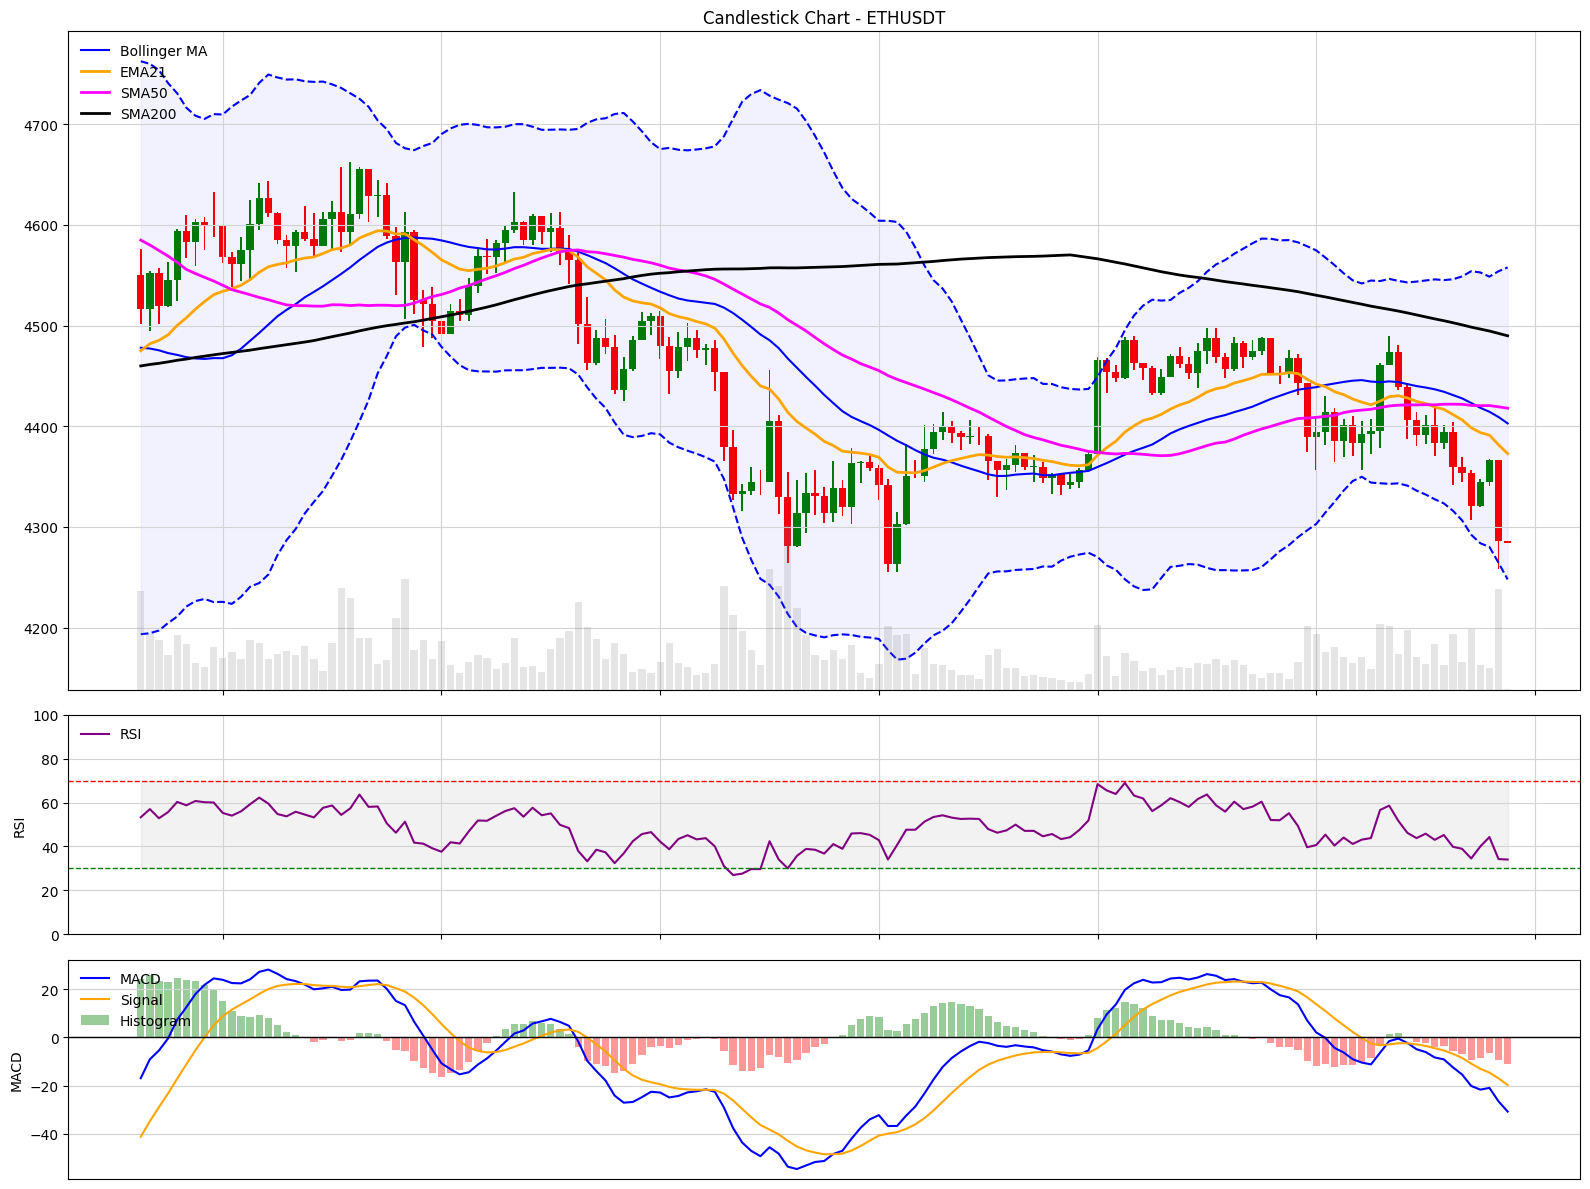 Candlestick Chart - ETHUSDT
Bollinger MA
EMA21
SMA50
SMA200
4700
4600
4500
4400
4300
4200
RSI
100
80
60
40
20
0
RSI
MACD
Signal
Histogram
20
0
−20
−40
MACD